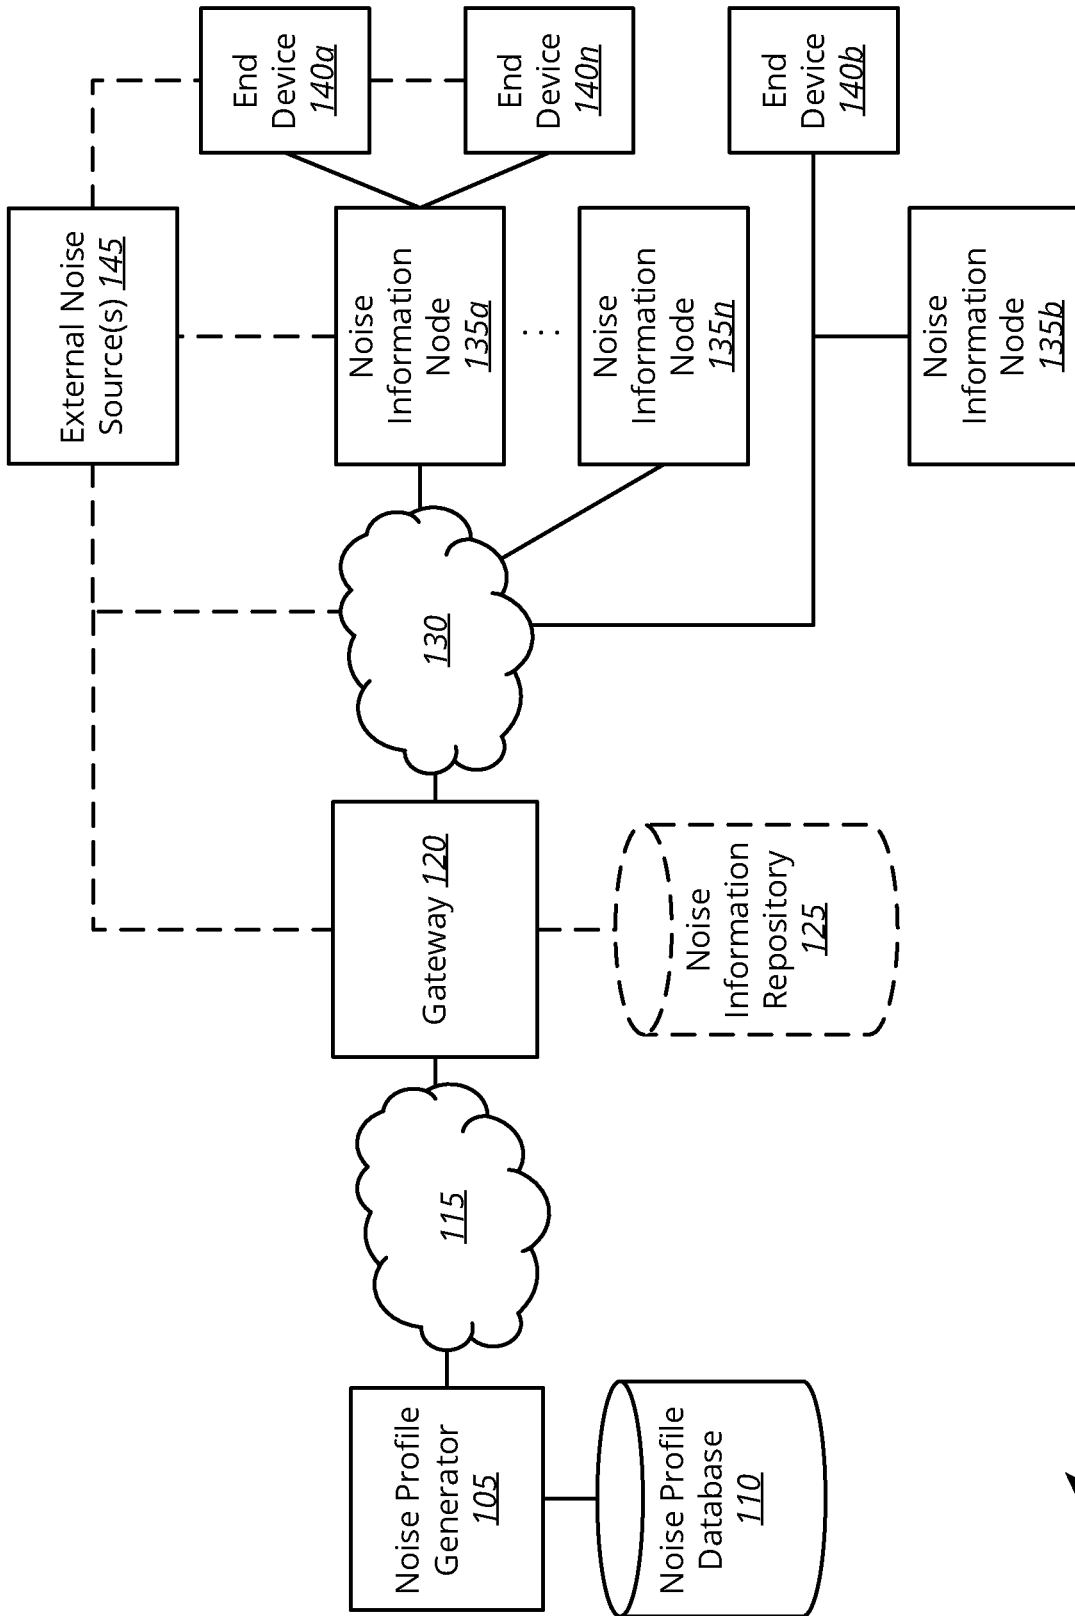 External Noise
Source(s) 145
End
Device
140a
End
Device
140n
End
Device
140b
Noise
Information
Node
135a
...
Noise
Information
Node
135n
Noise
Information
Node
135b
130
Gateway 120
Noise
Information
Repository
125
115
Noise Profile
Generator
105
Noise Profile
Database
110